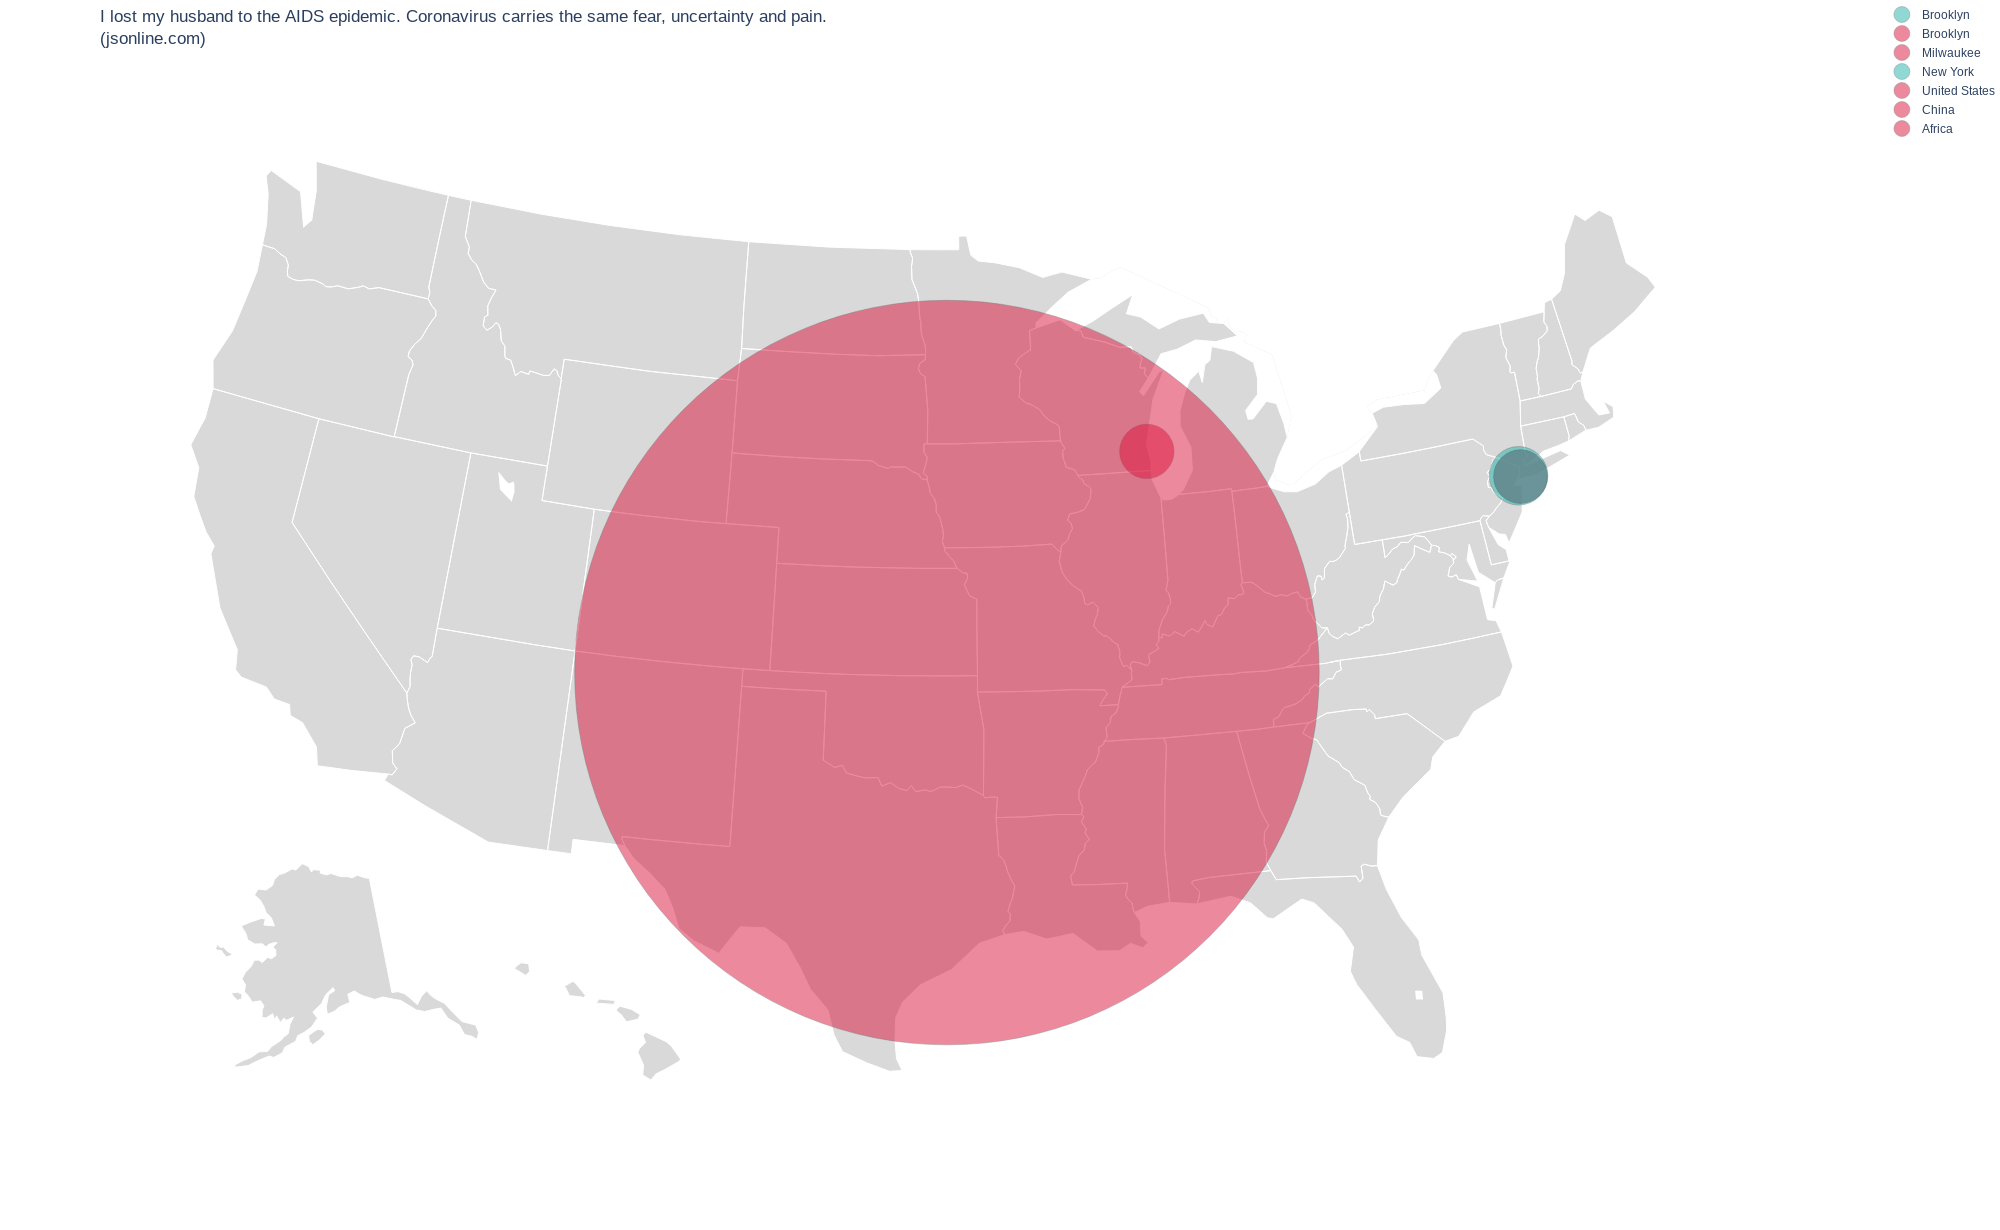 I lost my husband to the AIDS epidemic. Coronavirus carries the same fear, uncertainty and pain.
(jsonline.com)
Brooklyn
Brooklyn
Milwaukee
New York
United States
China
Africa